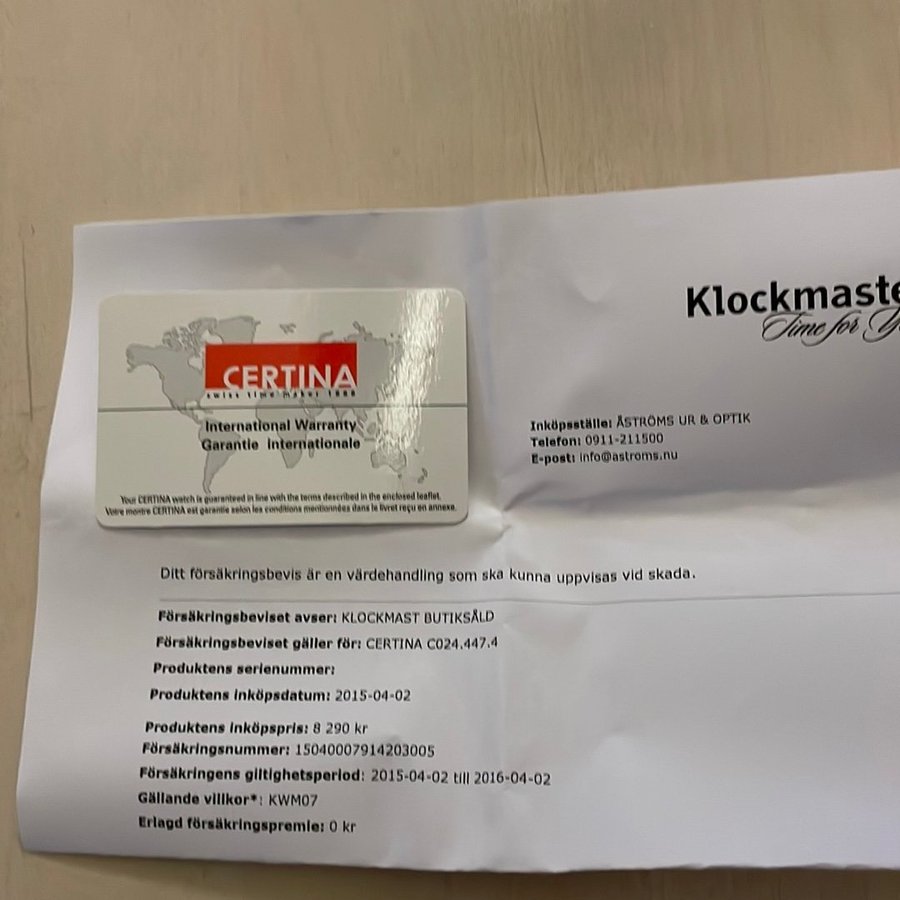 CERTINA
swiss time maker 1888
International Warranty
Garantie internationale
Your CERTINA watch is guaranteed in line with the terms described in the enclosed leaflet.
Votre montre CERTINA est garantie selon les conditions mentionnées dans le livret reçu en annexe.
Klockmaste
Time for Y
Inköpsställe: ÅSTRÖMS UR & OPTIK
Telefon: 0911-211500
E-post: info@astroms.nu
Ditt försäkringsbevis är en värdehandling som ska kunna uppvisas vid skada.
Försäkringsbeviset avser: KLOCKMAST BUTIKSÅLD
Försäkringsbeviset gäller för: CERTINA C024.447.4
Produktens serienummer:
Produktens inköpsdatum: 2015-04-02
Produktens inköpspris: 8 290 kr
Försäkringsnummer: 15040007914203005
Försäkringens giltighetsperiod: 2015-04-02 till 2016-04-02
Gällande villkor*: KWM07
Erlagd försäkringspremie: 0 kr